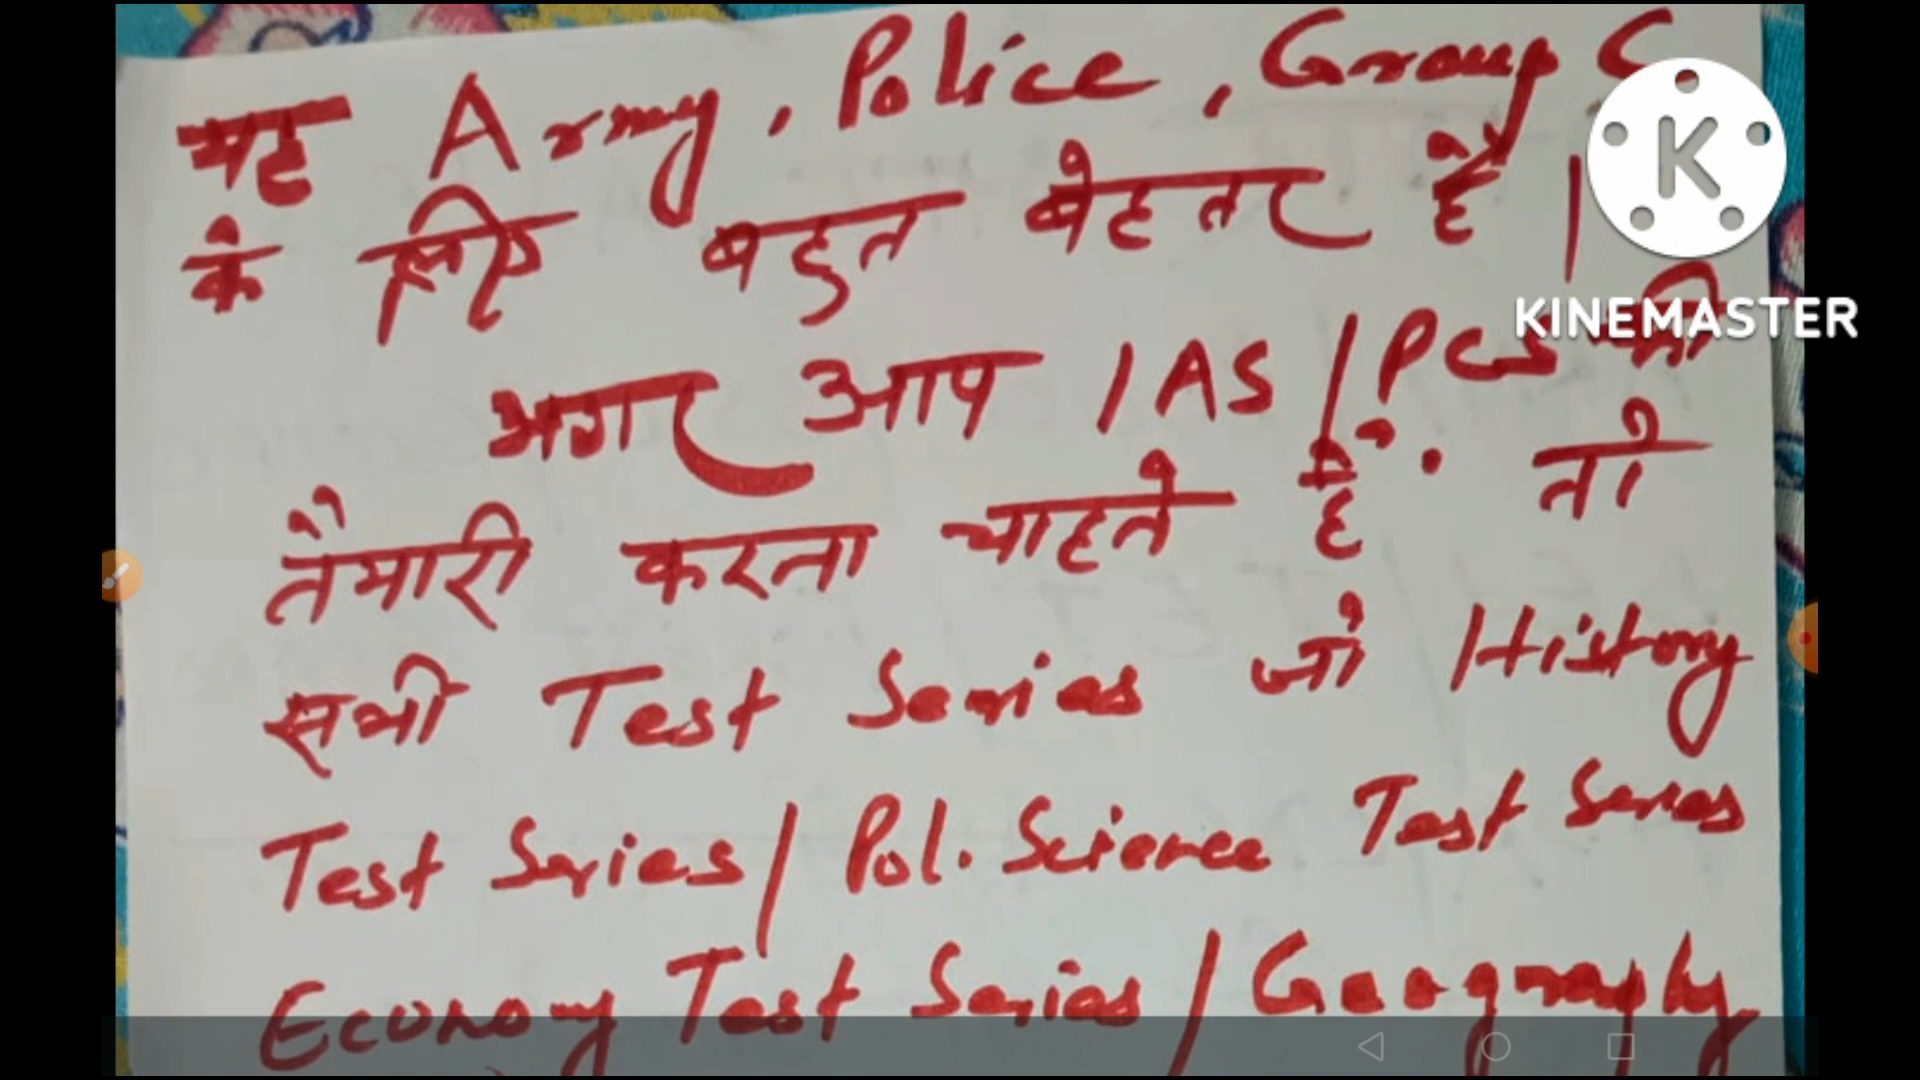 यह Army, Police, Group C
के लिए बहुत बेहतर है।
अगर आप IAS/PCS की
तैयारी करना चाहते हैं. तो
सभी Test Series जो History
Test Series/ Pol. Science Test Series
Economy Test Series / Geography
K
KINEMASTER